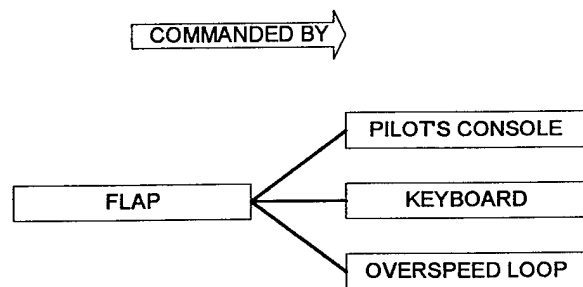 COMMANDED BY
PILOT'S CONSOLE
FLAP
KEYBOARD
OVERSPEED LOOP